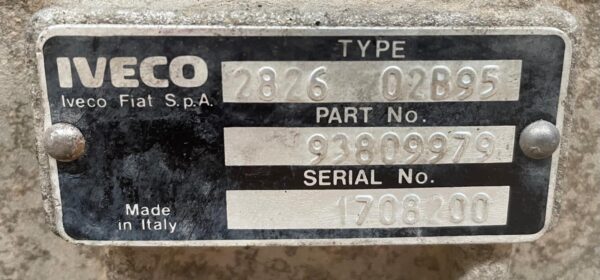 IVECO
Iveco Fiat S.p.A.
TYPE
2826 02B95
PART No.
93809979
SERIAL No.
1708200
Made
in Italy